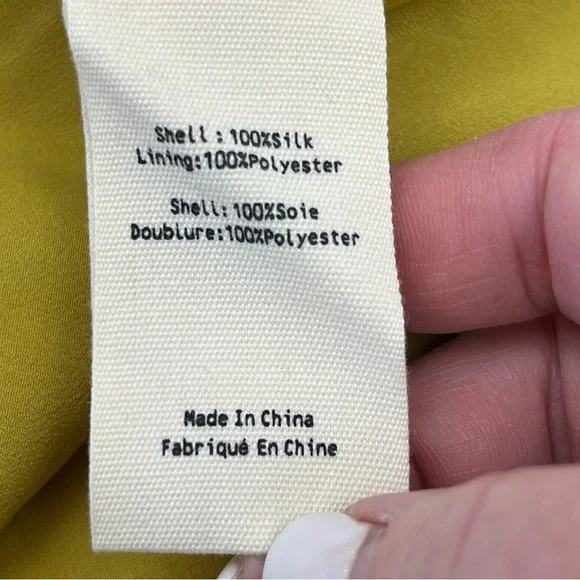 Shell : 100%Silk
Lining:100%Polyester
Shell: 100%Soie
Doublure:100%Polyester
Made In China
Fabriqué En Chine